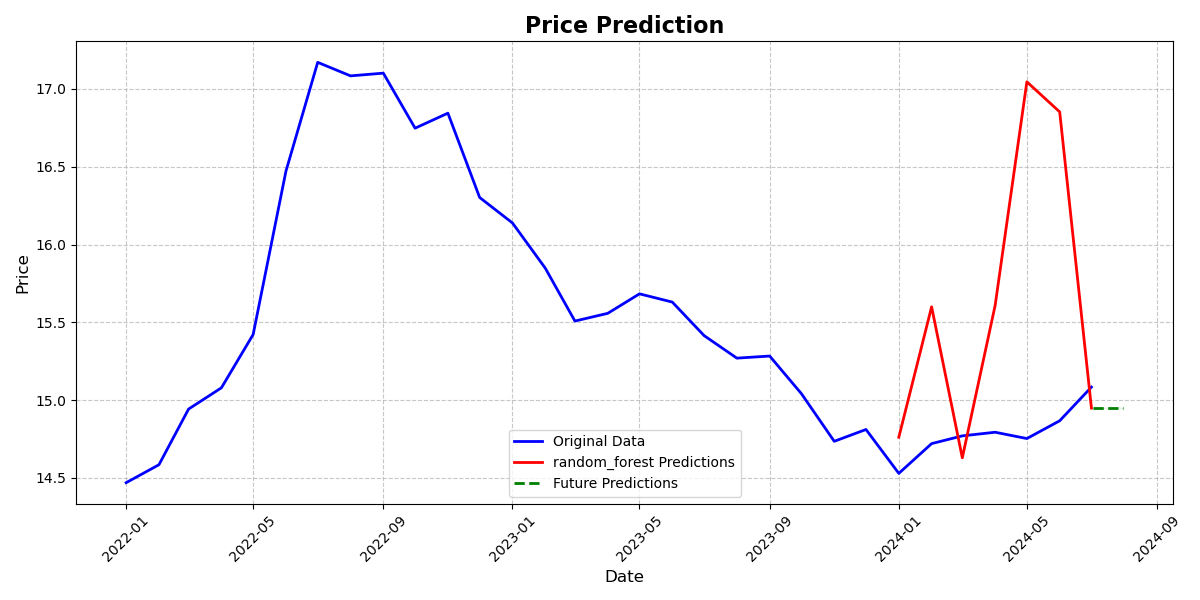 Price Prediction
Price
17.0
16.5
16.0
15.5
15.0
14.5
Original Data
random_forest Predictions
Future Predictions
2022-01
2022-05
2022-09
2023-01
2023-05
2023-09
2024-01
2024-05
2024-09
Date